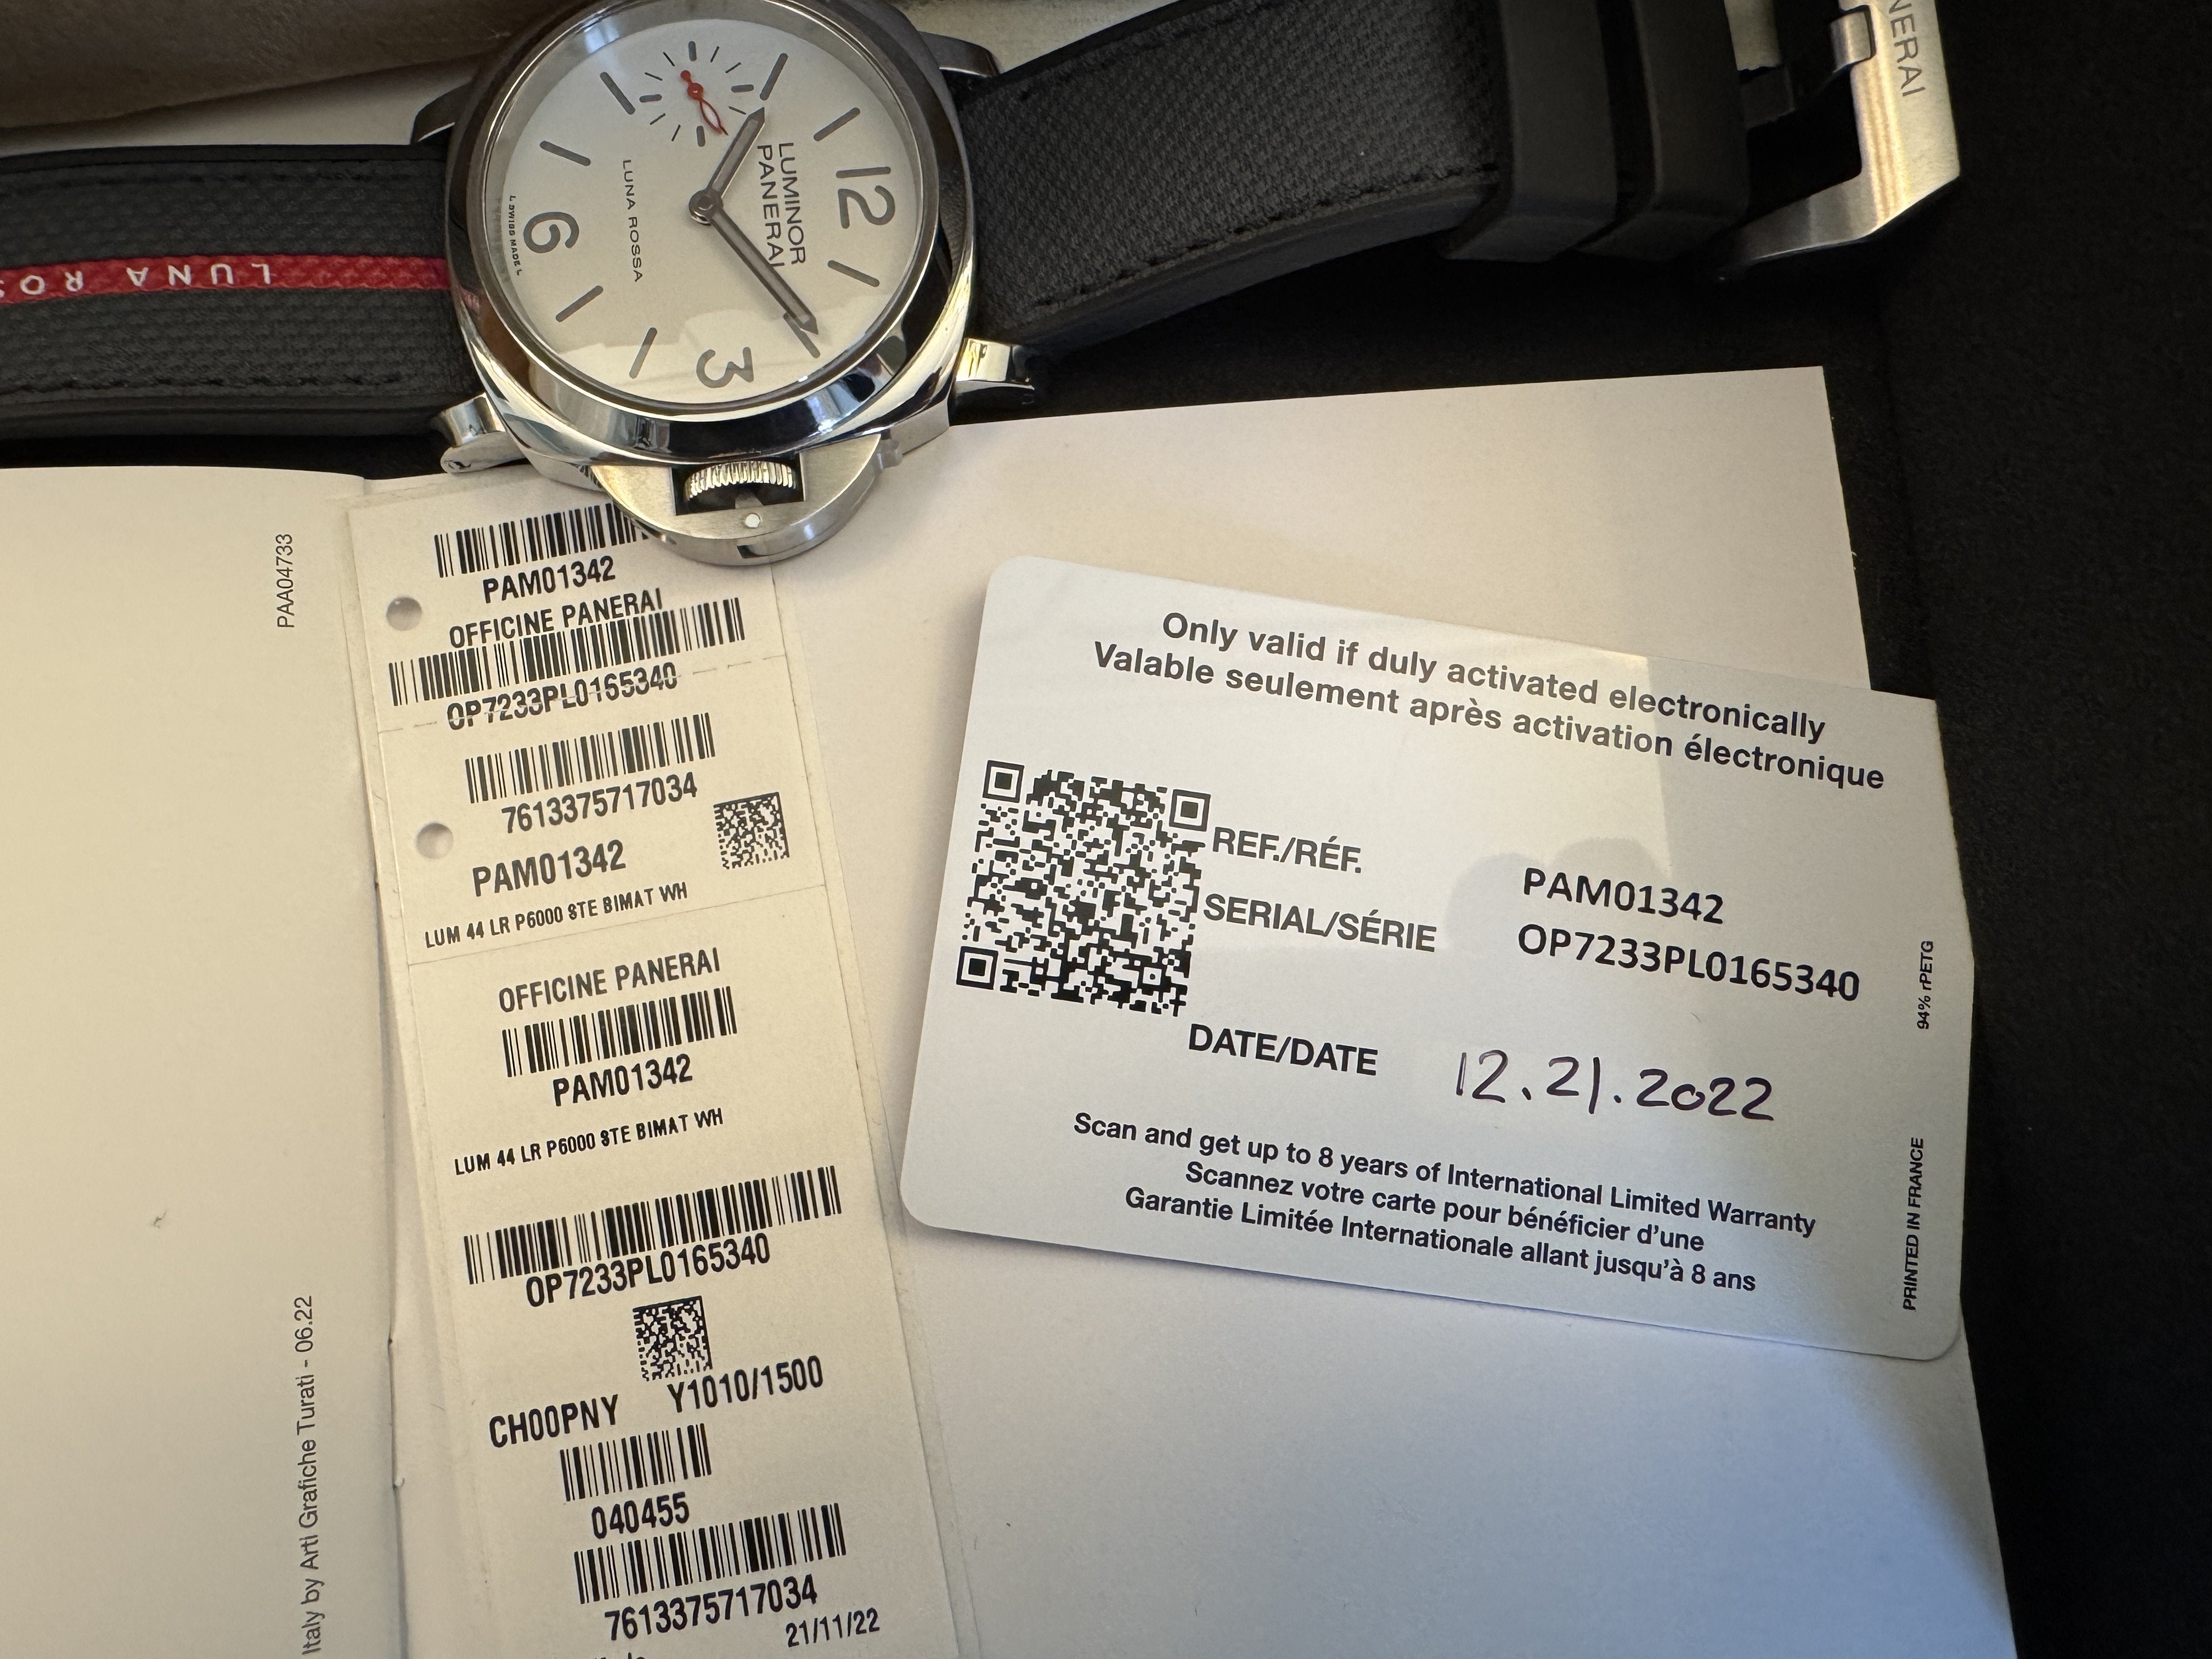 NERAI
12
LUMINOR
PANERAI
LUNA ROSSA
6
3
L SWISS MADE L
LUNA ROS
PAA04733
Italy by Arti Grafiche Turati - 06.22
PAM01342
OFFICINE PANERAI
OP7233PL0165340
7613375717034
PAM01342
LUM 44 LR P6000 STE BIMAT WH
OFFICINE PANERAI
PAM01342
LUM 44 LR P6000 STE BIMAT WH
OP7233PL0165340
CH00PNY Y1010/1500
040455
7613375717034
21/11/22
Only valid if duly activated electronically
Valable seulement après activation électronique
REF./RÉF. PAM01342
SERIAL/SÉRIE OP7233PL0165340
DATE/DATE 12.21.2022
Scan and get up to 8 years of International Limited Warranty
Scannez votre carte pour bénéficier d'une
Garantie Limitée Internationale allant jusqu'à 8 ans
94% rPETG
PRINTED IN FRANCE